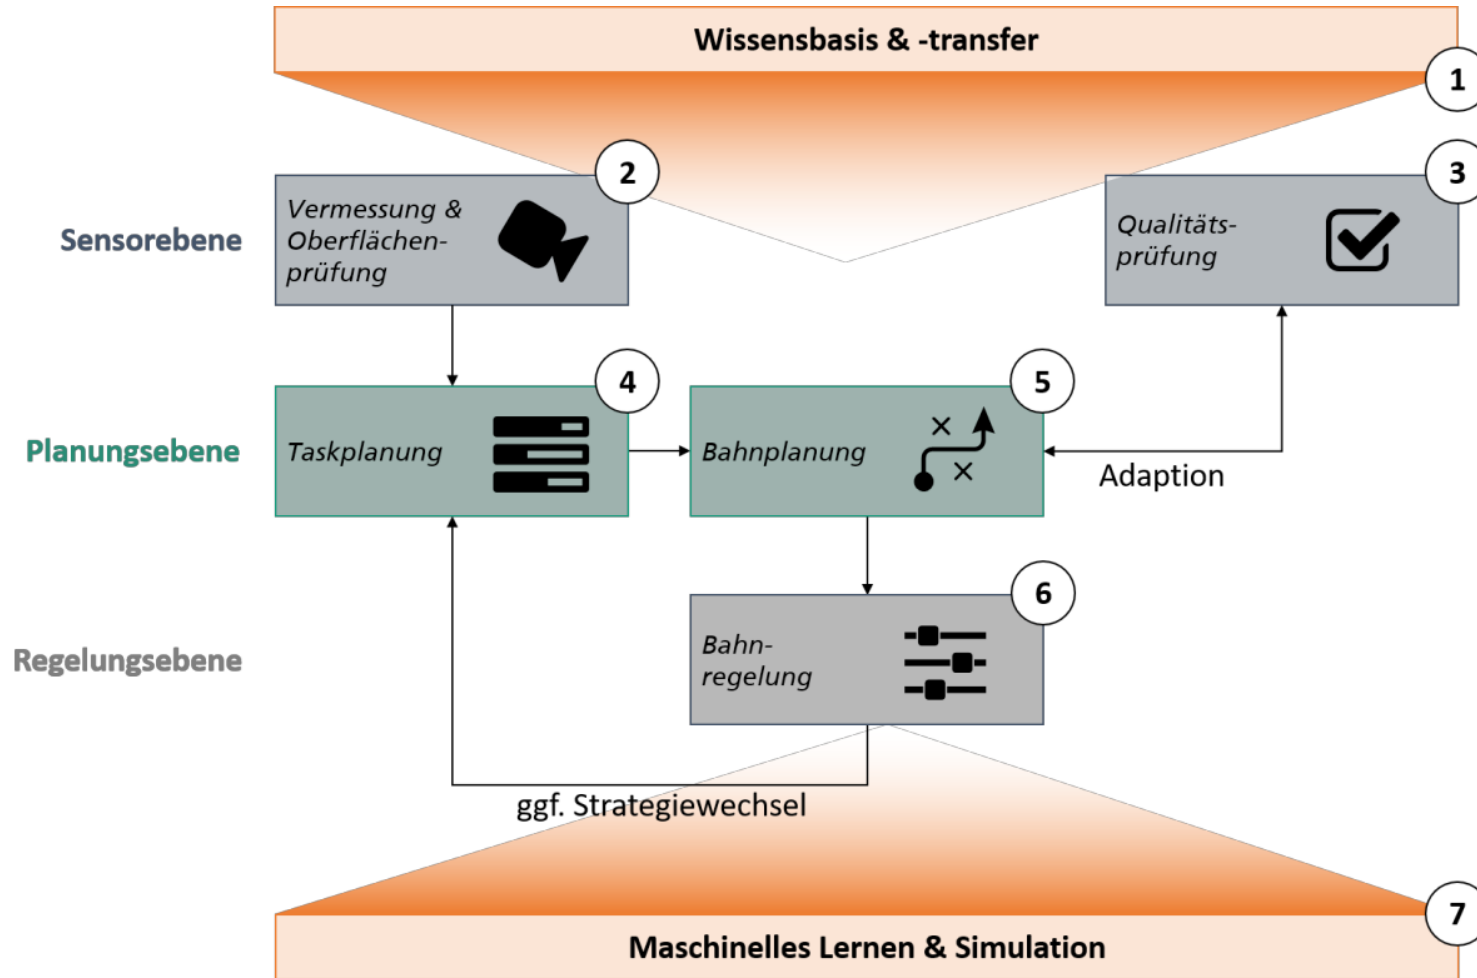 Wissensbasis & -transfer
1
2
3
Sensorebene
Vermessung &
Oberflächen-
prüfung
Qualitäts-
prüfung
4
5
Planungsebene
Taskplanung
Bahnplanung
Adaption
6
Regelungsebene
Bahn-
regelung
ggf. Strategiewechsel
7
Maschinelles Lernen & Simulation